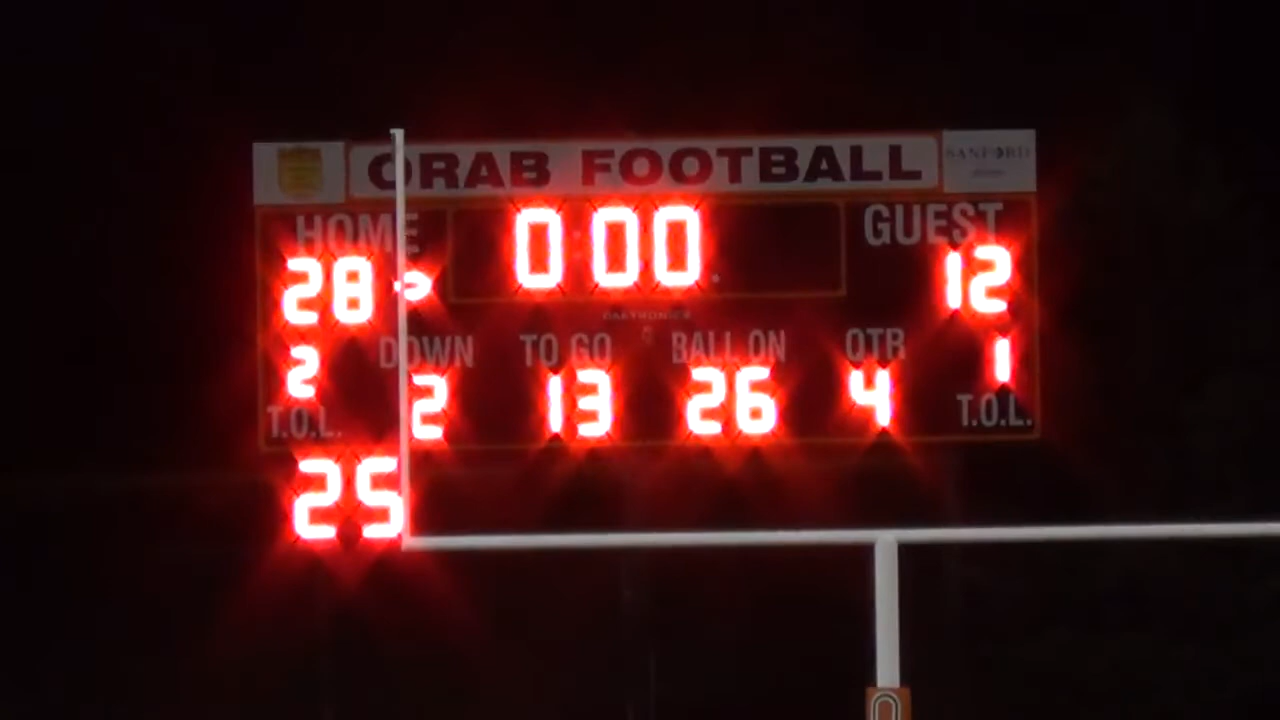 ORAB FOOTBALL SANFORD
HOME 0:00 GUEST
28 12
DAKTRONICS
DOWN TO GO BALL ON QTR
2 2 13 26 4 1
T.O.L. T.O.L.
25